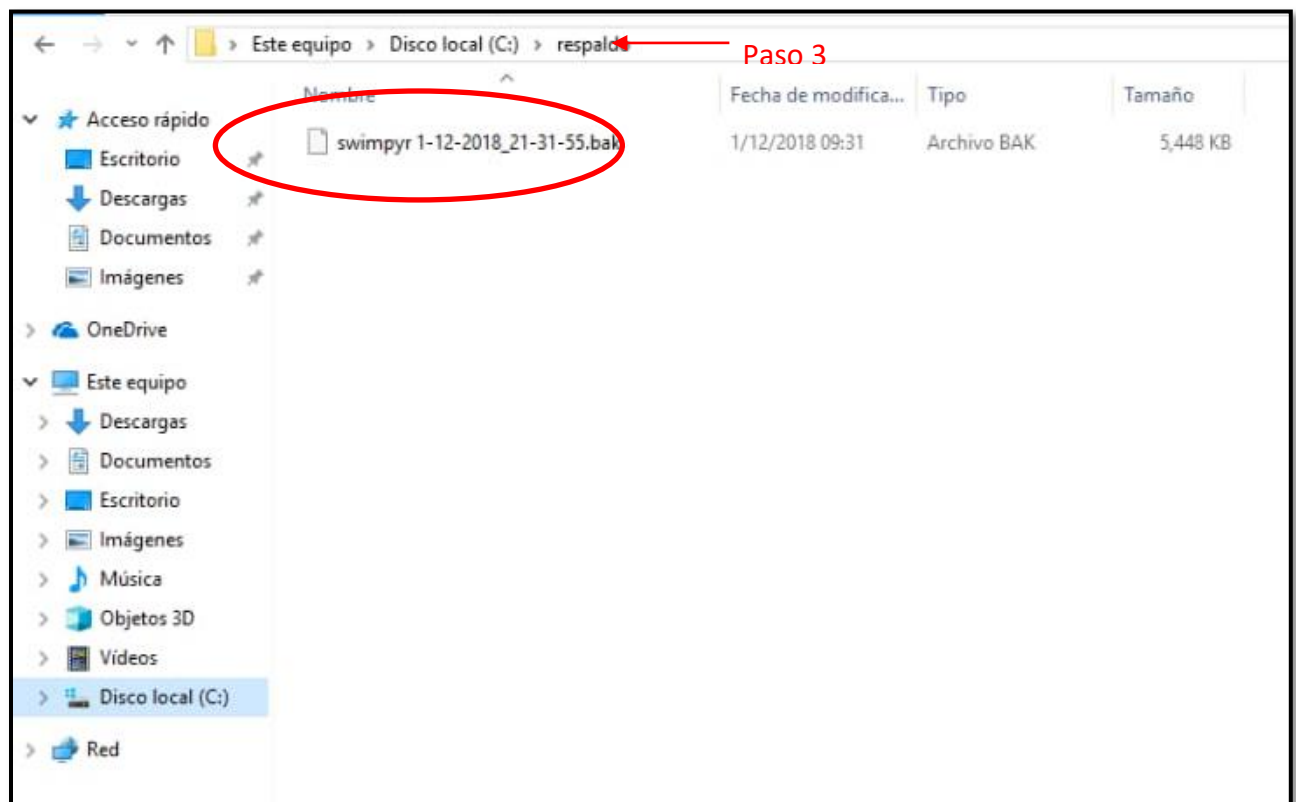 Este equipo > Disco local (C:) > respaldo
Paso 3
Nombre Fecha de modifica... Tipo Tamaño
swimpyr 1-12-2018_21-31-55.bak 1/12/2018 09:31 Archivo BAK 5,448 KB
Acceso rápido
Escritorio
Descargas
Documentos
Imágenes
OneDrive
Este equipo
Descargas
Documentos
Escritorio
Imágenes
Música
Objetos 3D
Vídeos
Disco local (C:)
Red